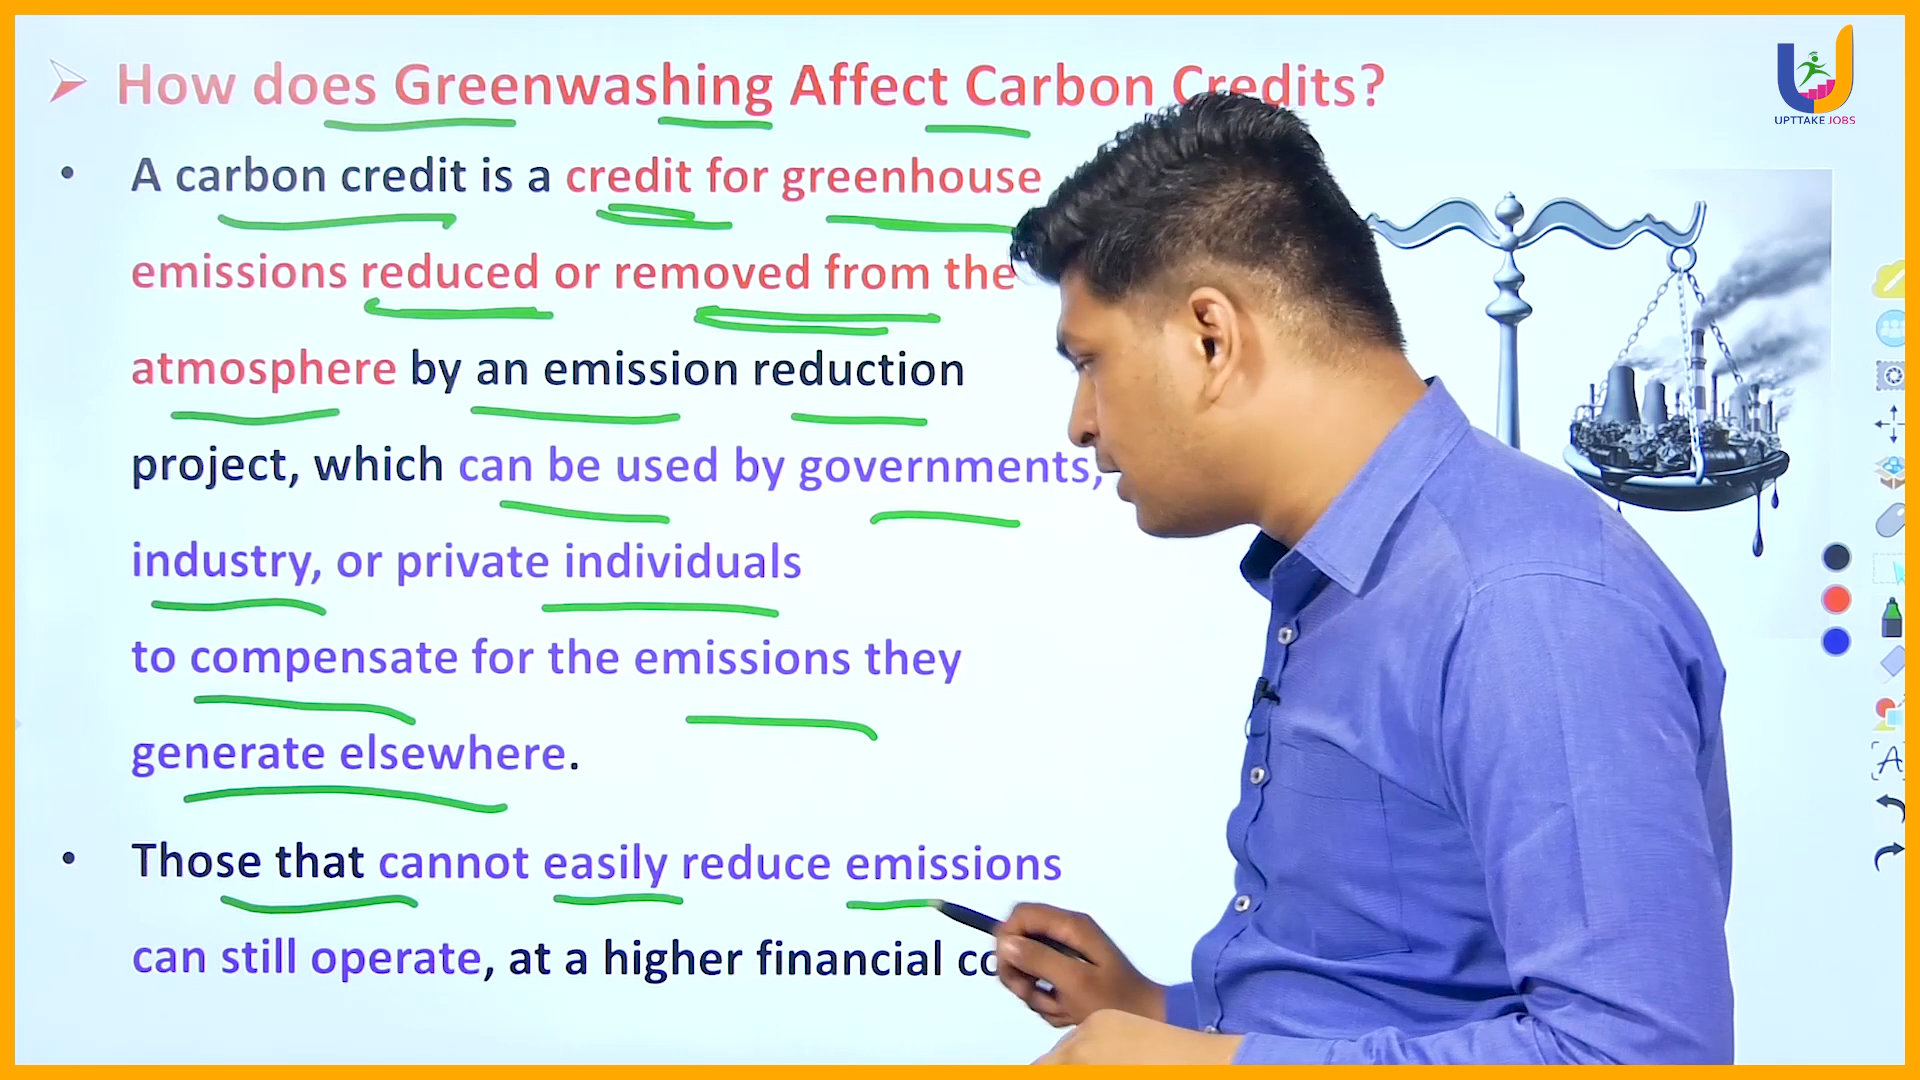 How does Greenwashing Affect Carbon Credits?
UPTTAKE JOBS
• A carbon credit is a credit for greenhouse
emissions reduced or removed from the
atmosphere by an emission reduction
project, which can be used by governments,
industry, or private individuals
to compensate for the emissions they
generate elsewhere.
• Those that cannot easily reduce emissions
can still operate, at a higher financial